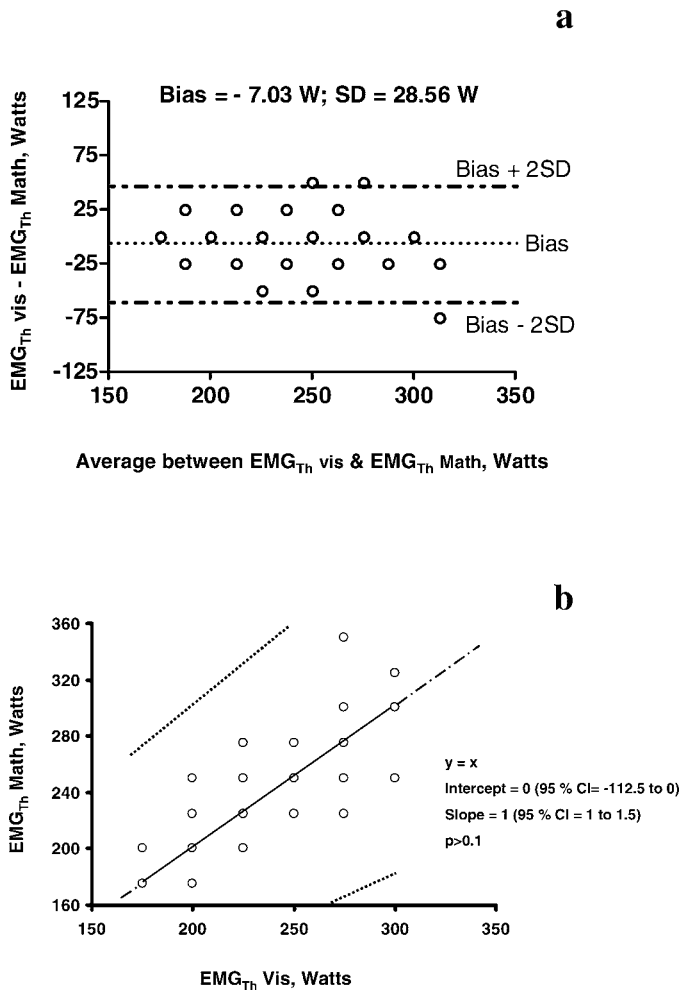 a
Bias = - 7.03 W; SD = 28.56 W
EMGTh vis - EMGTh Math, Watts
125
75
25
-25
-75
-125
Bias + 2SD
Bias
Bias - 2SD
150 200 250 300 350
Average between EMGTh vis & EMGTh Math, Watts
b
EMGTh Math, Watts
360
320
280
240
200
160
y = x
Intercept = 0 (95 % CI= -112.5 to 0)
Slope = 1 (95 % CI = 1 to 1.5)
p>0.1
150 200 250 300 350
EMGTh Vis, Watts